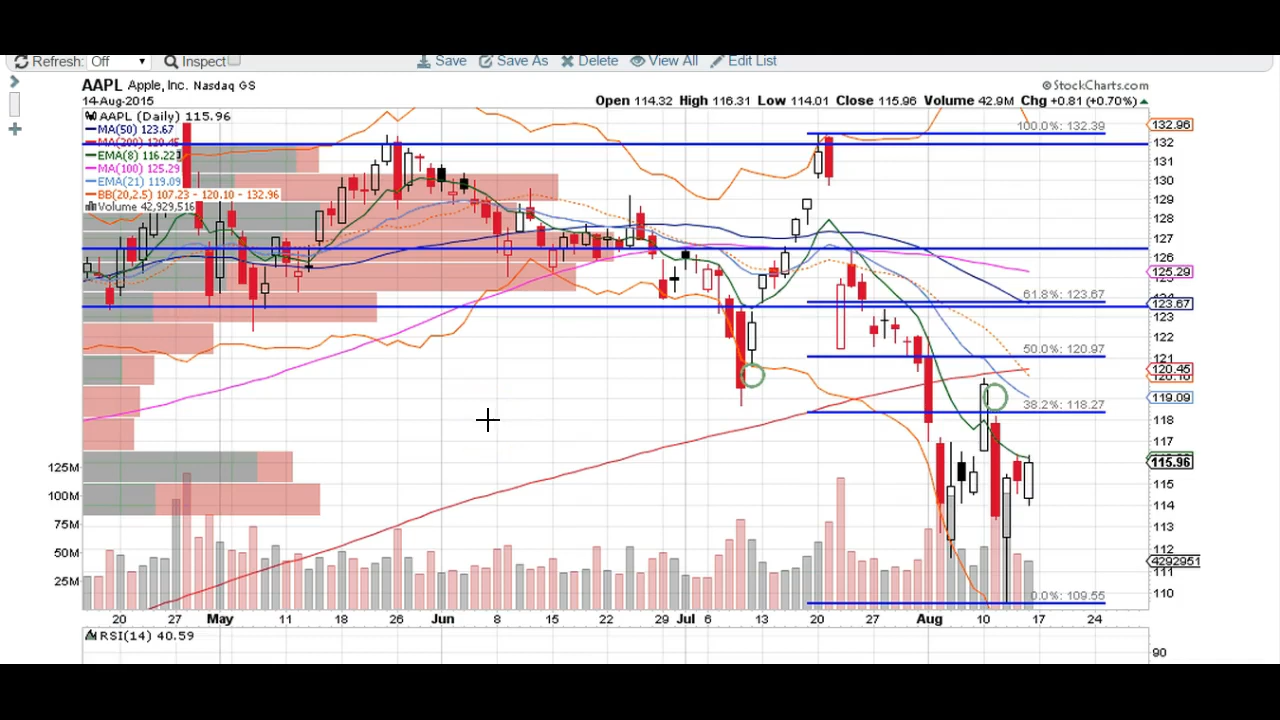 Refresh: Off Inspect Save Save As Delete View All Edit List
AAPL Apple, Inc. Nasdaq GS ©StockCharts.com
14-Aug-2015 Open 114.32 High 116.31 Low 114.01 Close 115.96 Volume 42.9M Chg +0.81 (+0.70%)
AAPL (Daily) 115.96
MA(50) 123.67
MA(200) 120.45
EMA(8) 116.22
MA(100) 125.29
EMA(21) 119.09
BB(20,2.5) 107.23 - 120.10 - 132.96
Volume 42,929,516
100.0%: 132.39
61.8%: 123.67
50.0%: 120.97
38.2%: 118.27
0.0%: 109.55
132.96
132
131
130
129
128
127
126
125.29
123.67
123
122
121
120.45
119.09
118
117
115.96
115
114
113
112
4292951
111
110
125M
100M
75M
50M
25M
20 27 May 11 18 26 Jun 8 15 22 29 Jul 6 13 20 27 Aug 10 17 24
RSI(14) 40.59
90